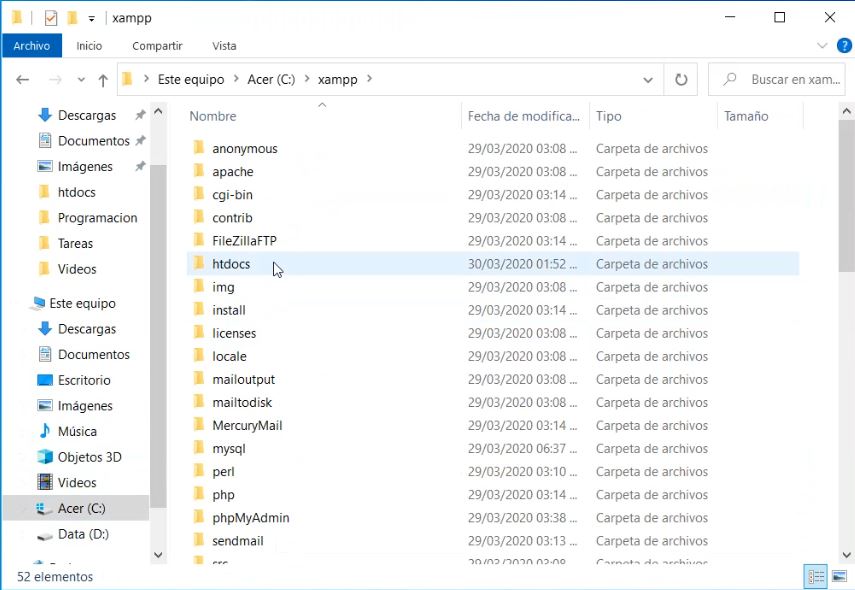 xampp
Archivo Inicio Compartir Vista
Este equipo Acer (C:) xampp
Buscar en xam...
Descargas
Documentos
Imágenes
htdocs
Programacion
Tareas
Videos
Este equipo
Descargas
Documentos
Escritorio
Imágenes
Música
Objetos 3D
Videos
Acer (C:)
Data (D:)
Nombre Fecha de modifica... Tipo Tamaño
anonymous 29/03/2020 03:08 ... Carpeta de archivos
apache 29/03/2020 03:08 ... Carpeta de archivos
cgi-bin 29/03/2020 03:14 ... Carpeta de archivos
contrib 29/03/2020 03:08 ... Carpeta de archivos
FileZillaFTP 29/03/2020 03:14 ... Carpeta de archivos
htdocs 30/03/2020 01:52 ... Carpeta de archivos
img 29/03/2020 03:08 ... Carpeta de archivos
install 29/03/2020 03:14 ... Carpeta de archivos
licenses 29/03/2020 03:08 ... Carpeta de archivos
locale 29/03/2020 03:08 ... Carpeta de archivos
mailoutput 29/03/2020 03:08 ... Carpeta de archivos
mailtodisk 29/03/2020 03:08 ... Carpeta de archivos
MercuryMail 29/03/2020 03:14 ... Carpeta de archivos
mysql 29/03/2020 06:37 ... Carpeta de archivos
perl 29/03/2020 03:10 ... Carpeta de archivos
php 29/03/2020 03:14 ... Carpeta de archivos
phpMyAdmin 29/03/2020 03:38 ... Carpeta de archivos
sendmail 29/03/2020 03:13 ... Carpeta de archivos
src 29/03/2020 03:08 ... Carpeta de archivos
52 elementos